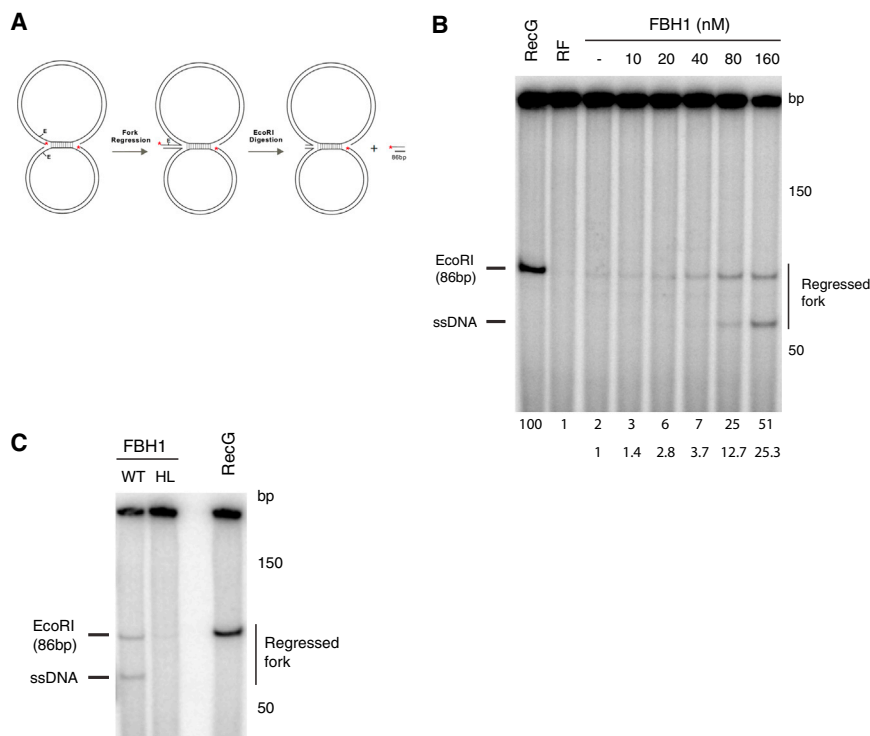 A
E
E
Fork
Regression
E
EcoRI
Digestion
+
86bp
B
RecG
RF
FBH1 (nM)
- 10 20 40 80 160
bp
150
EcoRI
(86bp)
ssDNA
Regressed
fork
50
100 1 2 3 6 7 25 51
1 1.4 2.8 3.7 12.7 25.3
C
FBH1
RecG
WT HL
bp
150
EcoRI
(86bp)
ssDNA
Regressed
fork
50